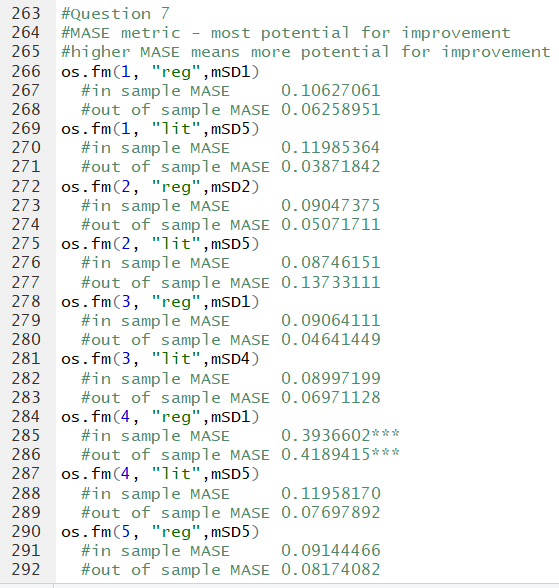 263 #Question 7
264 #MASE metric - most potential for improvement
265 #higher MASE means more potential for improvement
266 os.fm(1, "reg",mSD1)
267 #in sample MASE 0.10627061
268 #out of sample MASE 0.06258951
269 os.fm(1, "lit",mSD5)
270 #in sample MASE 0.11985364
271 #out of sample MASE 0.03871842
272 os.fm(2, "reg",mSD2)
273 #in sample MASE 0.09047375
274 #out of sample MASE 0.05071711
275 os.fm(2, "lit",mSD5)
276 #in sample MASE 0.08746151
277 #out of sample MASE 0.13733111
278 os.fm(3, "reg",mSD1)
279 #in sample MASE 0.09064111
280 #out of sample MASE 0.04641449
281 os.fm(3, "lit",mSD4)
282 #in sample MASE 0.08997199
283 #out of sample MASE 0.06971128
284 os.fm(4, "reg",mSD1)
285 #in sample MASE 0.3936602***
286 #out of sample MASE 0.4189415***
287 os.fm(4, "lit",mSD5)
288 #in sample MASE 0.11958170
289 #out of sample MASE 0.07697892
290 os.fm(5, "reg",mSD5)
291 #in sample MASE 0.09144466
292 #out of sample MASE 0.08174082